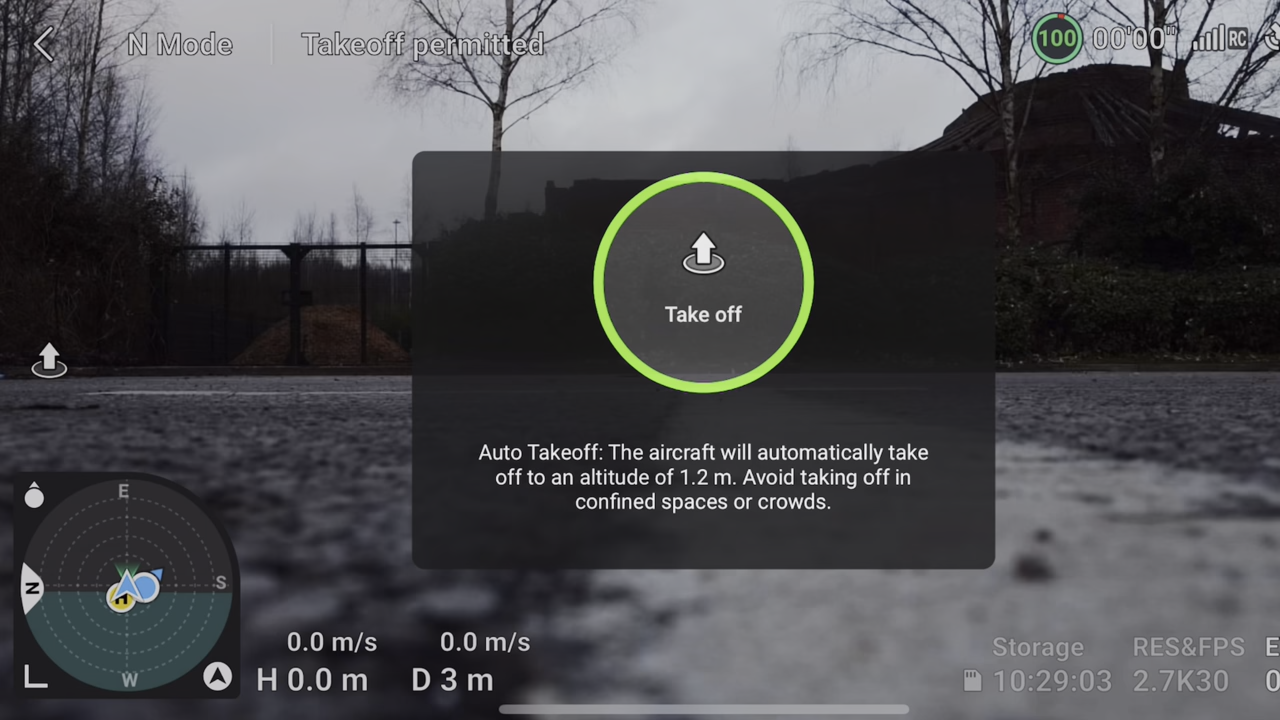 N Mode
Takeoff permitted
100
00'00"
RC
Take off
Auto Takeoff: The aircraft will automatically take
off to an altitude of 1.2 m. Avoid taking off in
confined spaces or crowds.
E
N
S
W
0.0 m/s
0.0 m/s
H 0.0 m
D 3 m
H
Storage
RES&FPS
E
10:29:03
2.7K30
0